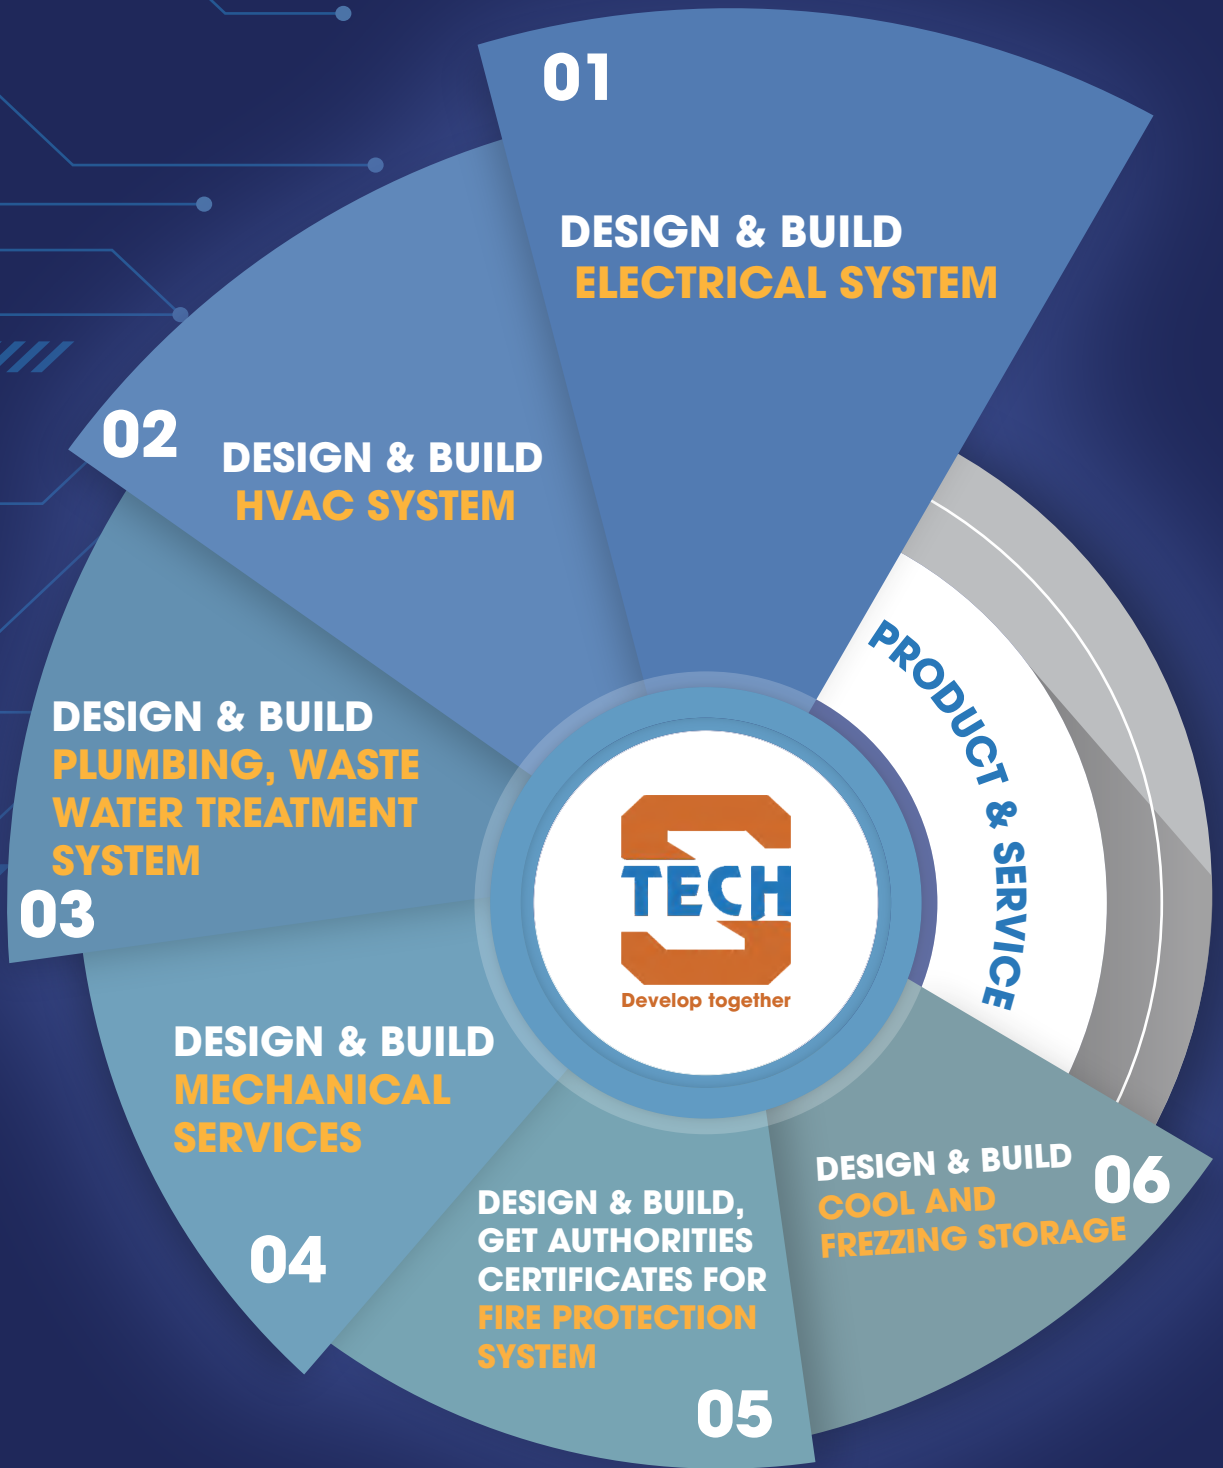 01
DESIGN & BUILD
ELECTRICAL SYSTEM
02
DESIGN & BUILD
HVAC SYSTEM
DESIGN & BUILD
PLUMBING, WASTE
WATER TREATMENT
SYSTEM
03
DESIGN & BUILD
MECHANICAL
SERVICES
04
DESIGN & BUILD,
GET AUTHORITIES
CERTIFICATES FOR
FIRE PROTECTION
SYSTEM
05
DESIGN & BUILD
COOL AND
FREZZING STORAGE
06
PRODUCT & SERVICE
TECH
Develop together